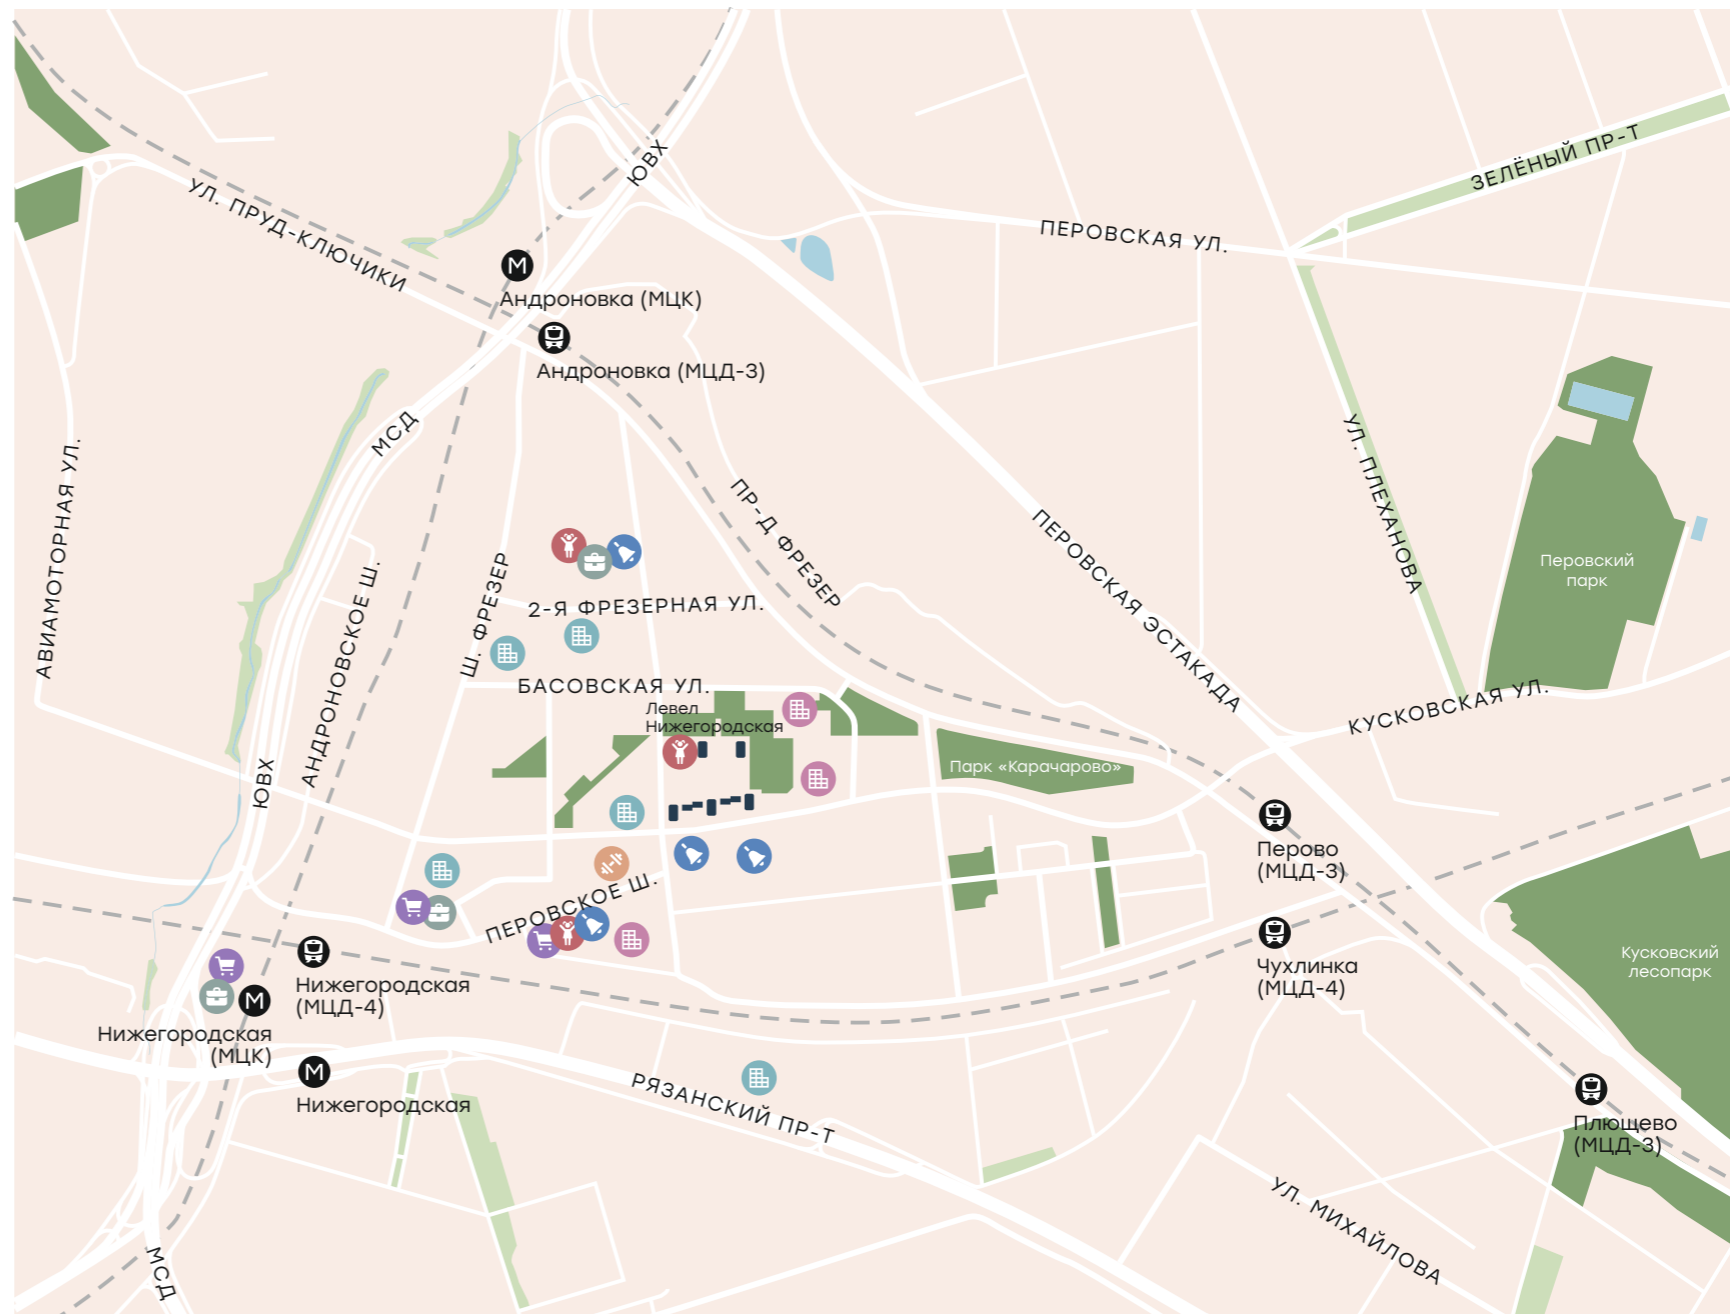 ЗЕЛЁНЫЙ ПР-Т
ЮВХ
УЛ. ПРУД-КЛЮЧИКИ
ПЕРОВСКАЯ УЛ.
М
Андроновка (МЦК)
Андроновка (МЦД-3)
МСД
АВИАМОТОРНАЯ УЛ.
УЛ. ПЛЕХАНОВА
ПР-Д ФРЕЗЕР
ПЕРОВСКАЯ ЭСТАКАДА
Перовский
парк
АНДРОНОВСКОЕ Ш.
Ш. ФРЕЗЕР
2-Я ФРЕЗЕРНАЯ УЛ.
БАСОВСКАЯ УЛ.
Левел
Нижегородская
КУСКОВСКАЯ УЛ.
ЮВХ
Парк «Карачарово»
Перово
(МЦД-3)
ПЕРОВСКОЕ Ш.
Нижегородская
(МЦД-4)
Чухлинка
(МЦД-4)
Кусковский
лесопарк
М
Нижегородская
(МЦК)
М
Нижегородская
РЯЗАНСКИЙ ПР-Т
Плющево
(МЦД-3)
УЛ. МИХАЙЛОВА
МСД